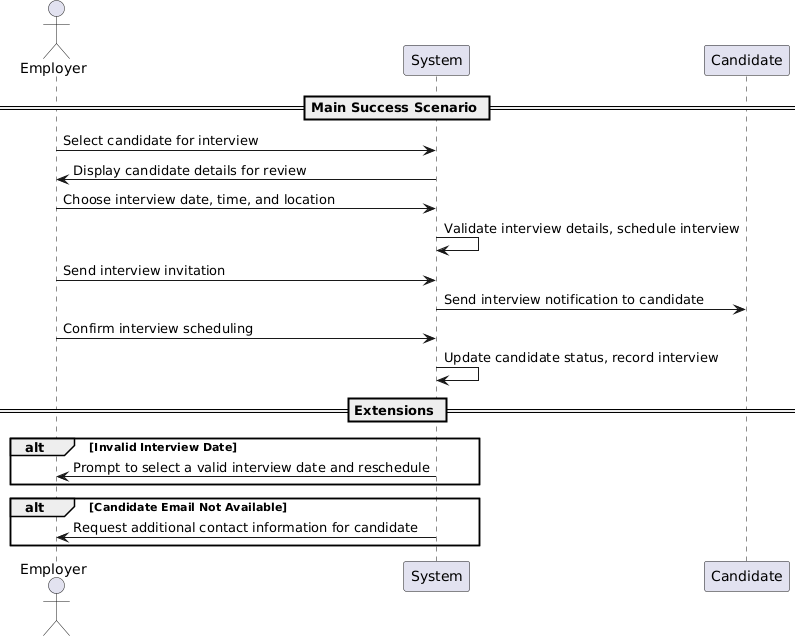 Employer
System
Candidate
Main Success Scenario
Select candidate for interview
Display candidate details for review
Choose interview date, time, and location
Validate interview details, schedule interview
Send interview invitation
Send interview notification to candidate
Confirm interview scheduling
Update candidate status, record interview
Extensions
alt [Invalid Interview Date]
Prompt to select a valid interview date and reschedule
alt [Candidate Email Not Available]
Request additional contact information for candidate
Employer
System
Candidate